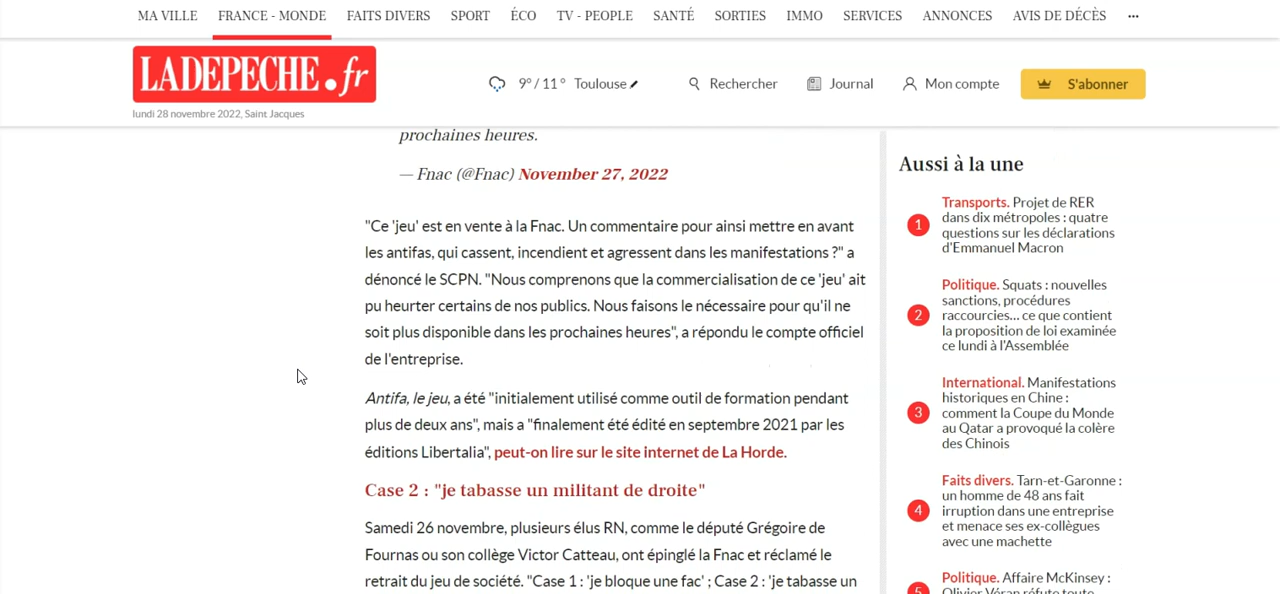 MA VILLE FRANCE - MONDE FAITS DIVERS SPORT ÉCO TV - PEOPLE SANTÉ SORTIES IMMO SERVICES ANNONCES AVIS DE DÉCÈS ...
LADEPECHE.fr
9° / 11° Toulouse Rechercher Journal Mon compte S'abonner
lundi 28 novembre 2022, Saint Jacques
prochaines heures.
— Fnac (@Fnac) November 27, 2022
"Ce 'jeu' est en vente à la Fnac. Un commentaire pour ainsi mettre en avant
les antifas, qui cassent, incendient et agressent dans les manifestations ?" a
dénoncé le SCPN. "Nous comprenons que la commercialisation de ce 'jeu' ait
pu heurter certains de nos publics. Nous faisons le nécessaire pour qu'il ne
soit plus disponible dans les prochaines heures", a répondu le compte officiel
de l'entreprise.
Antifa, le jeu, a été "initialement utilisé comme outil de formation pendant
plus de deux ans", mais a "finalement été édité en septembre 2021 par les
éditions Libertalia", peut-on lire sur le site internet de La Horde.
Case 2 : "je tabasse un militant de droite"
Samedi 26 novembre, plusieurs élus RN, comme le député Grégoire de
Fournas ou son collège Victor Catteau, ont épinglé la Fnac et réclamé le
retrait du jeu de société. "Case 1 : 'je bloque une fac' ; Case 2 : 'je tabasse un
Aussi à la une
1 Transports. Projet de RER
dans dix métropoles : quatre
questions sur les déclarations
d'Emmanuel Macron
2 Politique. Squats : nouvelles
sanctions, procédures
raccourcies... ce que contient
la proposition de loi examinée
ce lundi à l'Assemblée
3 International. Manifestations
historiques en Chine :
comment la Coupe du Monde
au Qatar a provoqué la colère
des Chinois
4 Faits divers. Tarn-et-Garonne :
un homme de 48 ans fait
irruption dans une entreprise
et menace ses ex-collègues
avec une machette
5 Politique. Affaire McKinsey :
Olivier Véran réfute toute